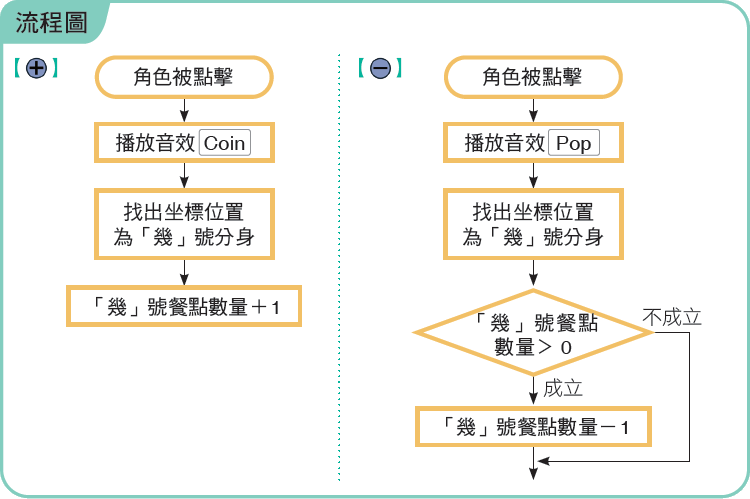 流程圖
【+】
角色被點擊
播放音效 Coin
找出坐標位置
為「幾」號分身
「幾」號餐點數量＋1
【−】
角色被點擊
播放音效 Pop
找出坐標位置
為「幾」號分身
「幾」號餐點
數量＞0
不成立
成立
「幾」號餐點數量－1